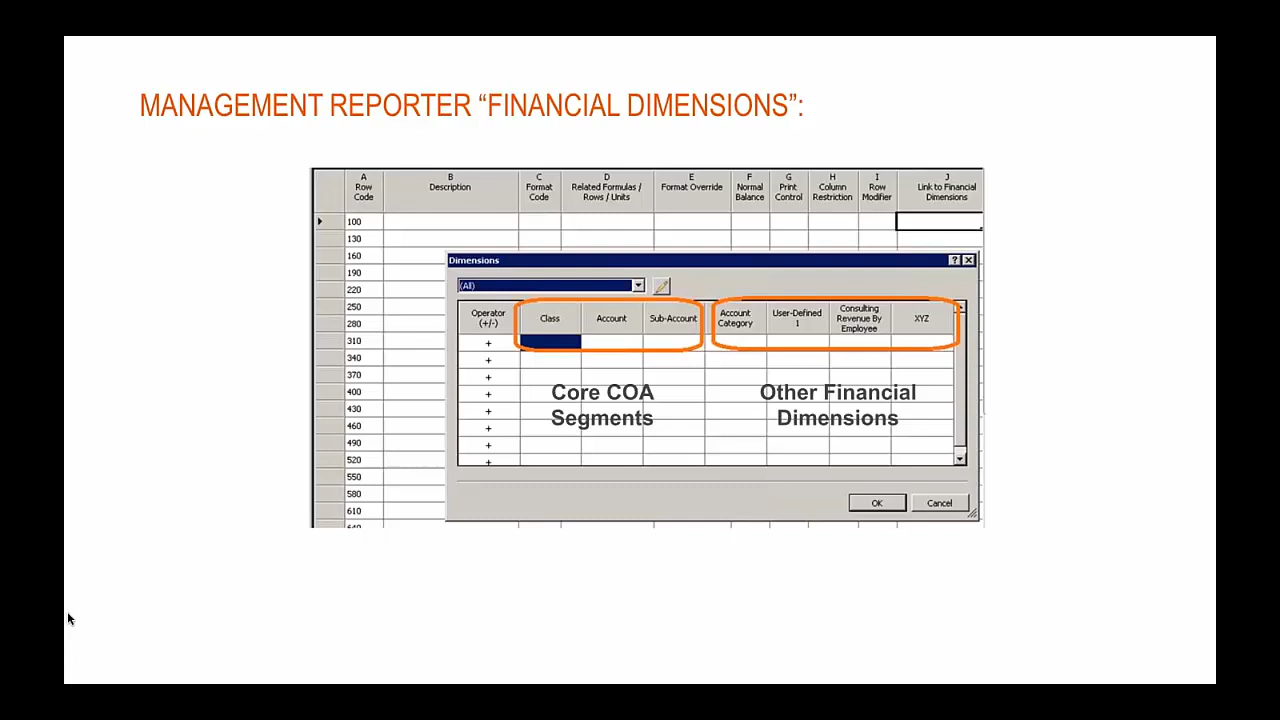 MANAGEMENT REPORTER “FINANCIAL DIMENSIONS”:
A B C D E F G H I J
Row Description Format Related Formulas / Format Override Normal Print Column Row Link to Financial
Code Code Rows / Units Balance Control Restriction Modifier Dimensions
100
130
160
190
220
250
280
310
340
370
400
430
460
490
520
550
580
610
640
Dimensions
(All)
Operator
(+/-)
Class
Account
Sub-Account
Account
Category
User-Defined
1
Consulting
Revenue By
Employee
XYZ
+
+
+
+
+
+
+
+
Core COA
Segments
Other Financial
Dimensions
OK
Cancel